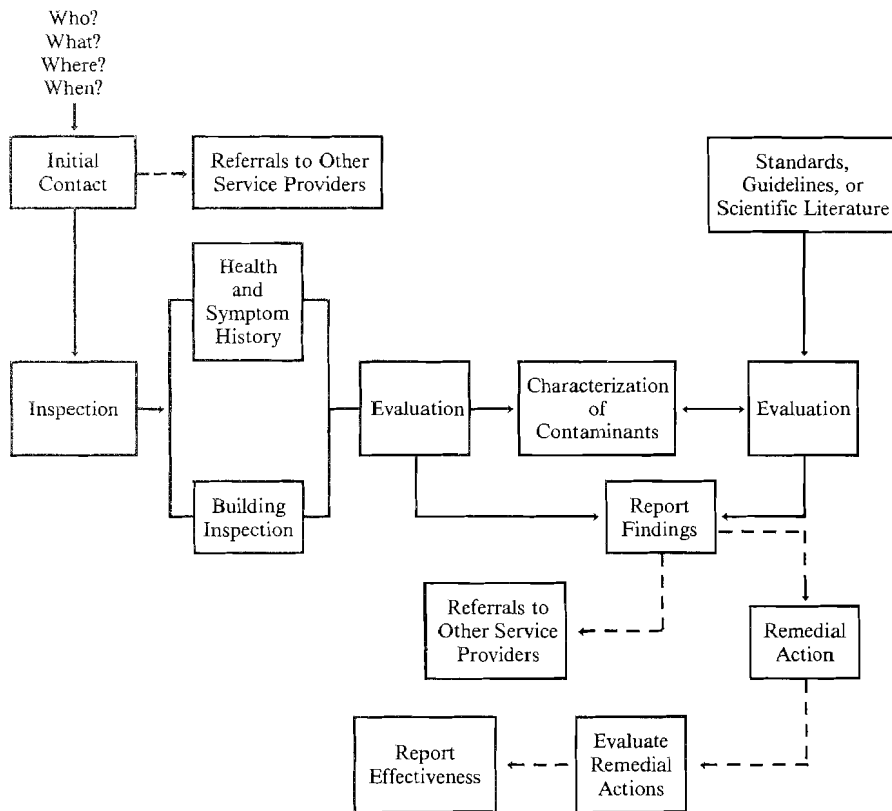 Who?
What?
Where?
When?
Initial
Contact
Referrals to Other
Service Providers
Standards,
Guidelines, or
Scientific Literature
Health
and
Symptom
History
Inspection
Evaluation
Characterization
of
Contaminants
Evaluation
Building
Inspection
Report
Findings
Referrals to
Other Service
Providers
Remedial
Action
Report
Effectiveness
Evaluate
Remedial
Actions